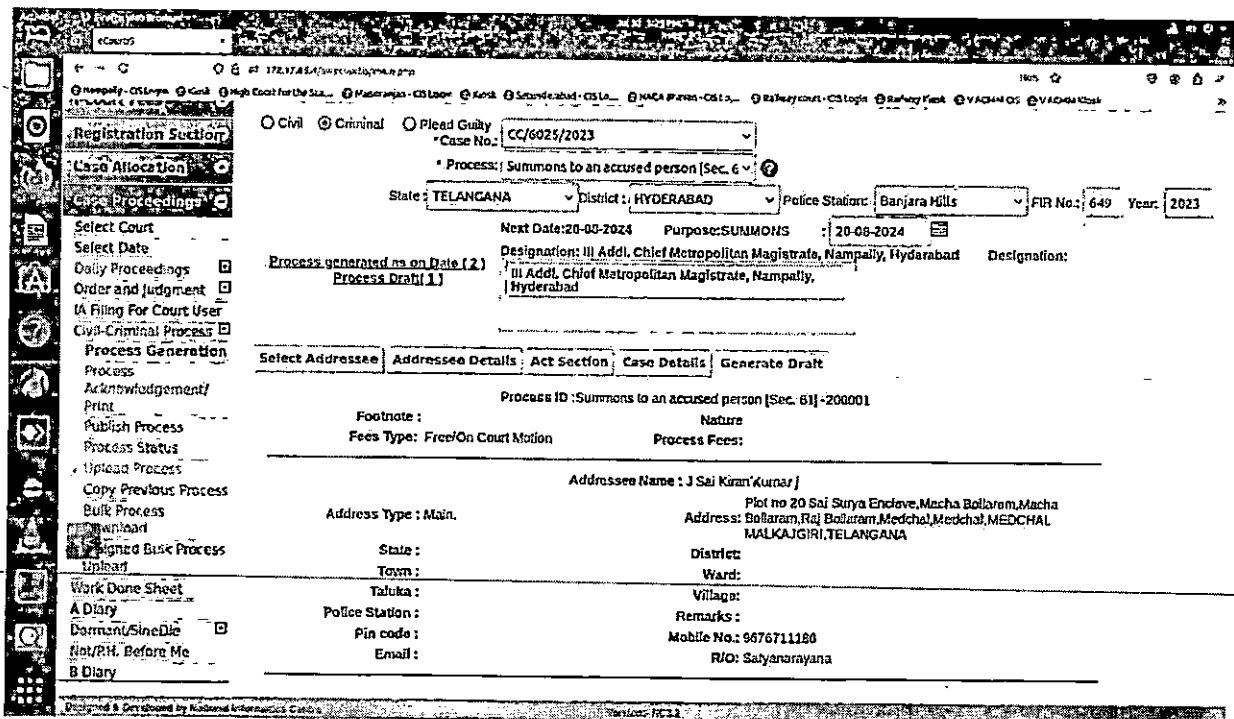 eCourtS
Registration Section
Case Allocation
Case Proceedings
Select Court
Select Date
Daily Proceedings
Order and Judgment
IA Filing For Court User
Civil-Criminal Process
Process Generation
Process
Acknowledgement/
Print
Publish Process
Process Status
Upload Process
Copy Previous Process
Bulk Process
Download
Signed Bulk Process
Upload
Work Done Sheet
A Diary
Dormant/SineDie
Not/P.H. Before Me
B Diary
Civil Criminal Plead Guilty
*Case No.: CC/6025/2023
* Process: Summons to an accused person [Sec. 6
State: TELANGANA District: HYDERABAD Police Station: Banjara Hills FIR No.: 649 Year: 2023
Next Date:20-08-2024 Purpose:SUMMONS : 20-08-2024
Process generated as on Date [ 2 ]
Process Draft[ 1 ]
Designation: III Addl. Chief Metropolitan Magistrate, Nampally, Hyderabad Designation:
III Addl. Chief Metropolitan Magistrate, Nampally,
Hyderabad
Select Addressee Addressee Details Act Section Case Details Generate Draft
Process ID :Summons to an accused person [Sec. 61] -200001
Footnote : Nature
Fees Type: Free/On Court Motion Process Fees:
Addressee Name : J Sai Kiran Kumar j
Address Type : Main.
Address: Plot no 20 Sai Surya Enclave,Macha Bollaram,Macha
Bollaram,Raj Bollaram,Medchal,Medchal,MEDCHAL
MALKAJGIRI,TELANGANA
State : District:
Town : Ward:
Taluka : Village:
Police Station : Remarks :
Pin code : Mobile No.: 9676711180
Email : R/O: Satyanarayana
Designed & Developed by National Informatics Centre